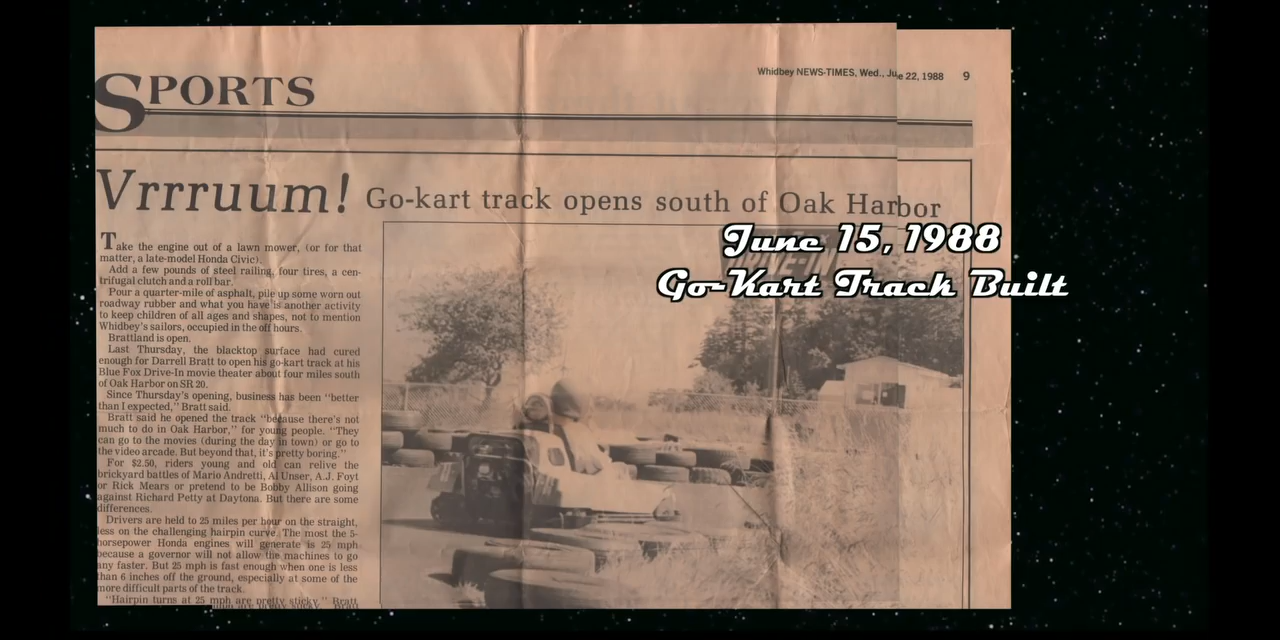 Whidbey NEWS-TIMES, Wed., Ju e 22, 1988 9
SPORTS
Vrrruum! Go-kart track opens south of Oak Harbor
June 15, 1988
Go-Kart Track Built
DRIVE-IN
Take the engine out of a lawn mower, (or for that
matter, a late-model Honda Civic).
Add a few pounds of steel railing, four tires, a cen-
trifugal clutch and a roll bar.
Pour a quarter-mile of asphalt, pile up some worn out
roadway rubber and what you have is another activity
to keep children of all ages and shapes, not to mention
Whidbey's sailors, occupied in the off hours.
Brattland is open.
Last Thursday, the blacktop surface had cured
enough for Darrell Bratt to open his go-kart track at his
Blue Fox Drive-In movie theater about four miles south
of Oak Harbor on SR 20.
Since Thursday's opening, business has been "better
than I expected," Bratt said.
Bratt said he opened the track "because there's not
much to do in Oak Harbor," for young people. "They
can go to the movies (during the day in town) or go to
the video arcade. But beyond that, it's pretty boring."
For $2.50, riders young and old can relive the
brickyard battles of Mario Andretti, Al Unser, A.J. Foyt
or Rick Mears or pretend to be Bobby Allison going
against Richard Petty at Daytona. But there are some
differences.
Drivers are held to 25 miles per hour on the straight,
less on the challenging hairpin curve. The most the 5-
horsepower Honda engines will generate is 25 mph
because a governor will not allow the machines to go
any faster. But 25 mph is fast enough when one is less
than 6 inches off the ground, especially at some of the
more difficult parts of the track.
"Hairpin turns at 25 mph are pretty sticky," Bratt